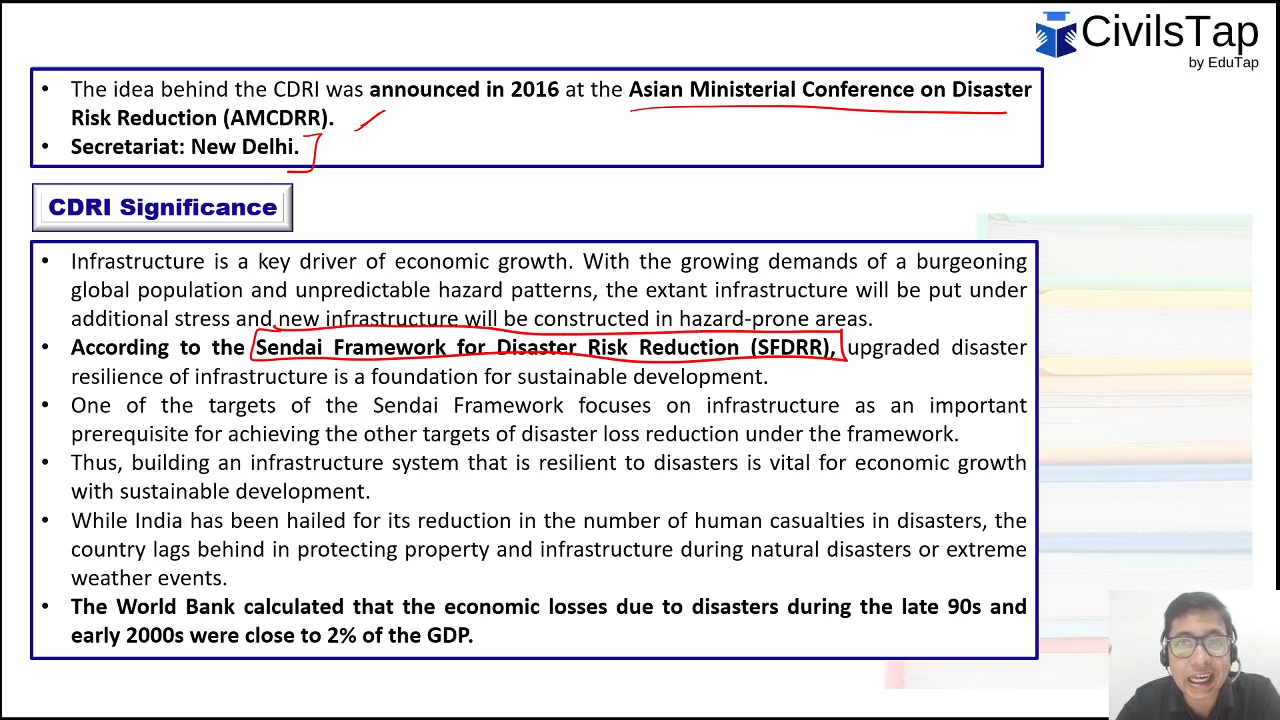 CivilsTap
by EduTap
• The idea behind the CDRI was announced in 2016 at the Asian Ministerial Conference on Disaster
Risk Reduction (AMCDRR).
• Secretariat: New Delhi.
CDRI Significance
• Infrastructure is a key driver of economic growth. With the growing demands of a burgeoning
global population and unpredictable hazard patterns, the extant infrastructure will be put under
additional stress and new infrastructure will be constructed in hazard-prone areas.
• According to the Sendai Framework for Disaster Risk Reduction (SFDRR), upgraded disaster
resilience of infrastructure is a foundation for sustainable development.
• One of the targets of the Sendai Framework focuses on infrastructure as an important
prerequisite for achieving the other targets of disaster loss reduction under the framework.
• Thus, building an infrastructure system that is resilient to disasters is vital for economic growth
with sustainable development.
• While India has been hailed for its reduction in the number of human casualties in disasters, the
country lags behind in protecting property and infrastructure during natural disasters or extreme
weather events.
• The World Bank calculated that the economic losses due to disasters during the late 90s and
early 2000s were close to 2% of the GDP.